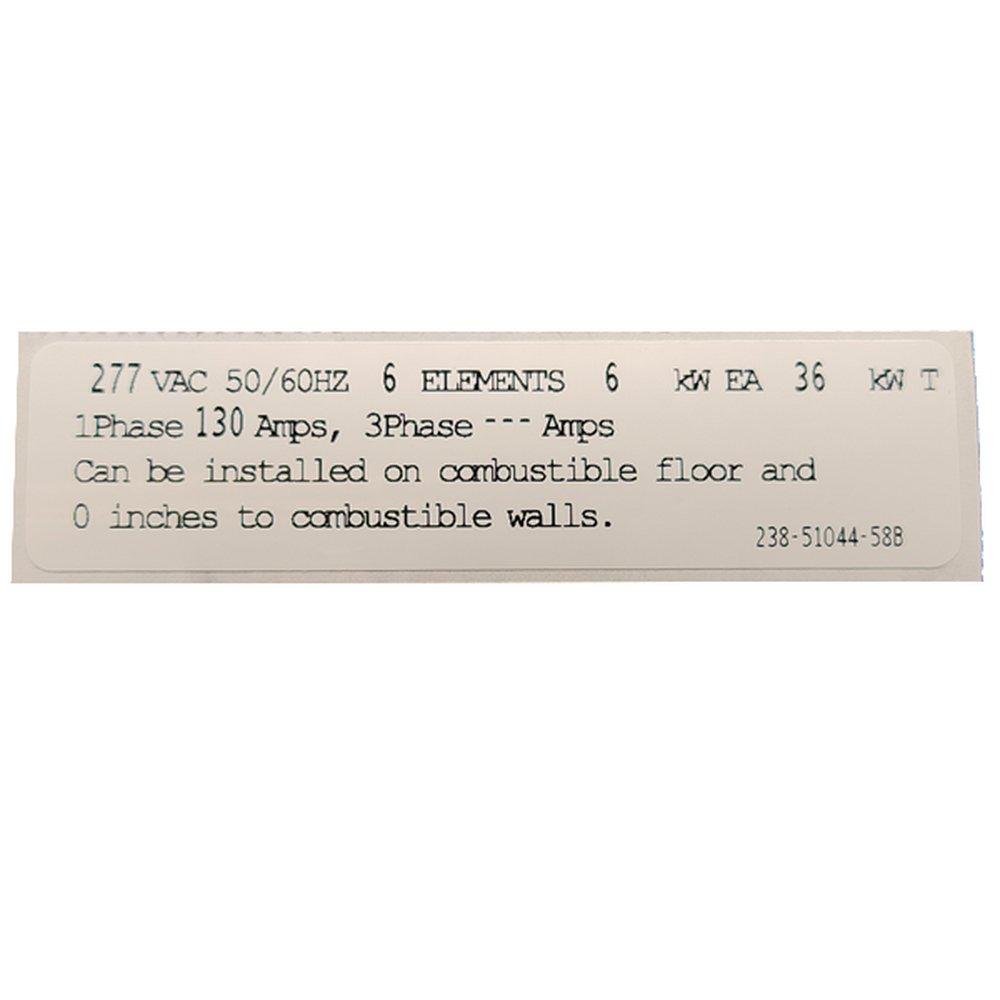 277 VAC 50/60HZ 6 ELEMENTS 6 kW EA 36 kW T
1Phase 130 Amps, 3Phase --- Amps
Can be installed on combustible floor and
0 inches to combustible walls.
238-51044-58B